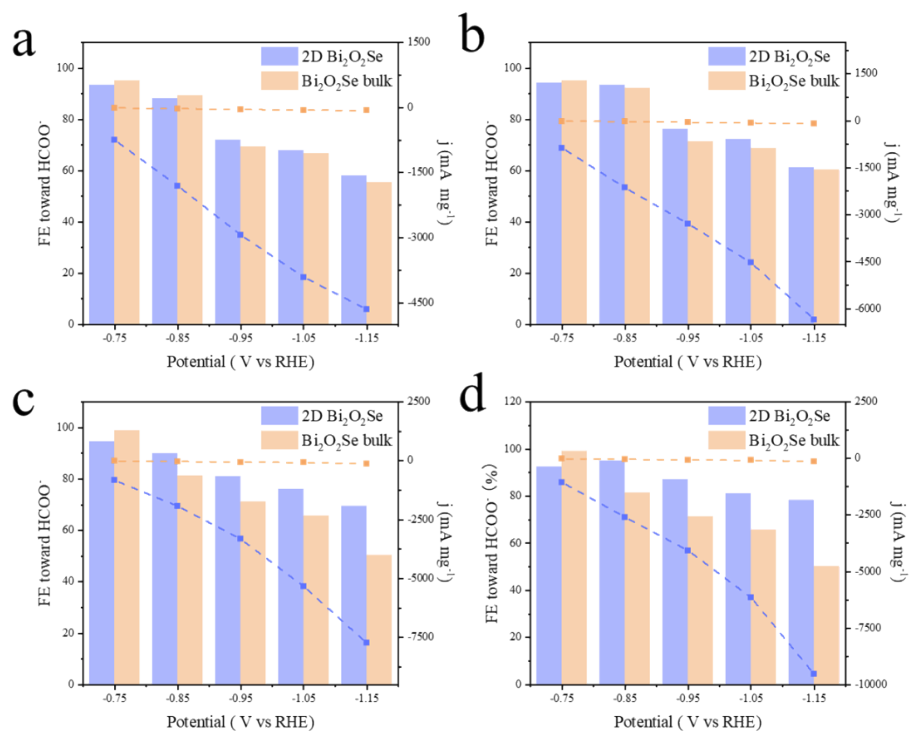 a
2D Bi₂O₂Se
Bi₂O₂Se bulk
FE toward HCOO⁻
0
20
40
60
80
100
1500
0
-1500
-3000
-4500
j (mA mg⁻¹)
-0.75
-0.85
-0.95
-1.05
-1.15
Potential ( V vs RHE)
b
2D Bi₂O₂Se
Bi₂O₂Se bulk
FE toward HCOO⁻
0
20
40
60
80
100
1500
0
-1500
-3000
-4500
-6000
j (mA mg⁻¹)
-0.75
-0.85
-0.95
-1.05
-1.15
Potential ( V vs RHE)
c
2D Bi₂O₂Se
Bi₂O₂Se bulk
FE toward HCOO⁻
0
20
40
60
80
100
2500
0
-2500
-5000
-7500
j (mA mg⁻¹)
-0.75
-0.85
-0.95
-1.05
-1.15
Potential ( V vs RHE)
d
2D Bi₂O₂Se
Bi₂O₂Se bulk
FE toward HCOO⁻ (%)
0
20
40
60
80
100
120
2500
0
-2500
-5000
-7500
-10000
j (mA mg⁻¹)
-0.75
-0.85
-0.95
-1.05
-1.15
Potential ( V vs RHE)